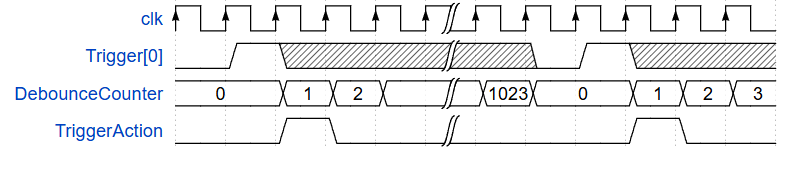 clk
Trigger[0]
DebounceCounter 0 1 2 1023 0 1 2 3
TriggerAction